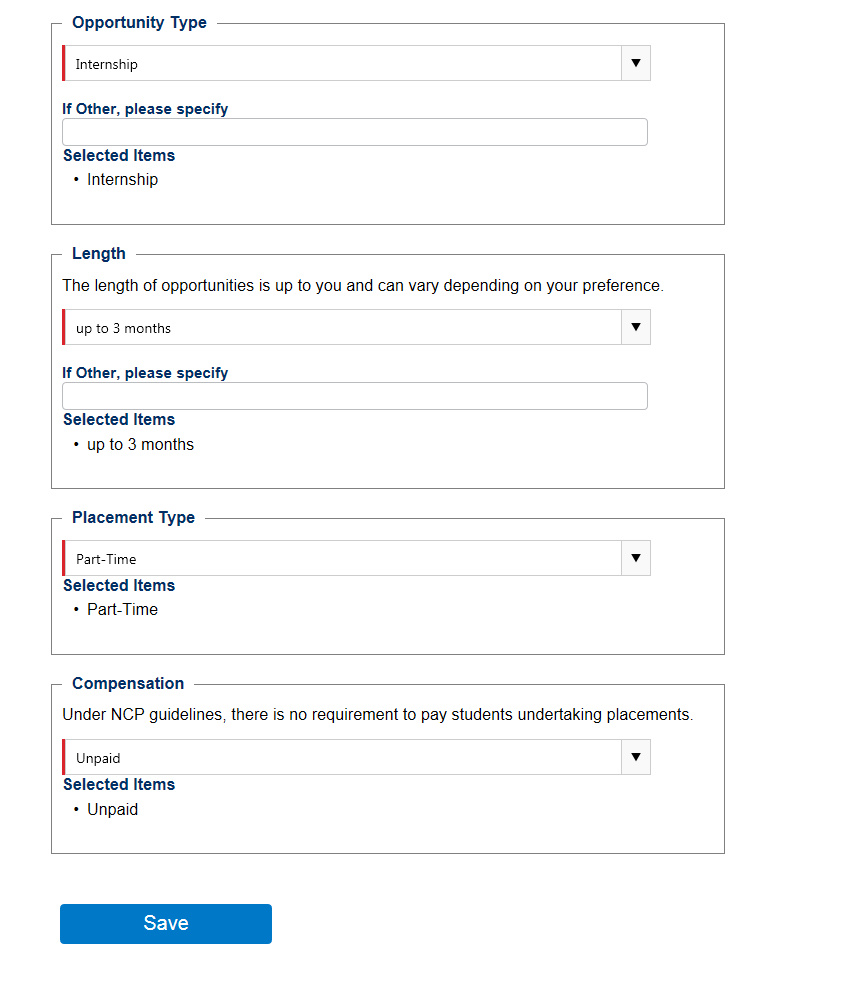 Opportunity Type
Internship
If Other, please specify
Selected Items
• Internship
Length
The length of opportunities is up to you and can vary depending on your preference.
up to 3 months
If Other, please specify
Selected Items
• up to 3 months
Placement Type
Part-Time
Selected Items
• Part-Time
Compensation
Under NCP guidelines, there is no requirement to pay students undertaking placements.
Unpaid
Selected Items
• Unpaid
Save